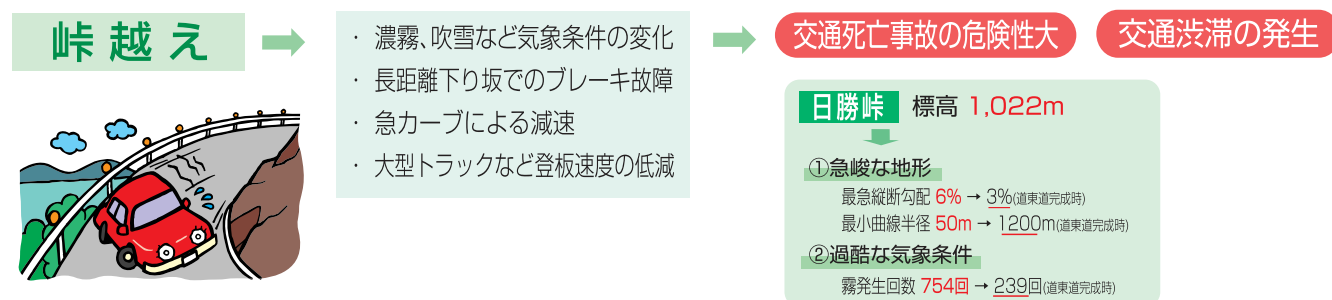 峠越え
・ 濃霧、吹雪など気象条件の変化
・ 長距離下り坂でのブレーキ故障
・ 急カーブによる減速
・ 大型トラックなど登板速度の低減
交通死亡事故の危険性大
交通渋滞の発生
日勝峠 標高 1,022m
①急峻な地形
最急縦断勾配 6% → 3%(道東道完成時)
最小曲線半径 50m → 1200m(道東道完成時)
②過酷な気象条件
霧発生回数 754回 → 239回(道東道完成時)